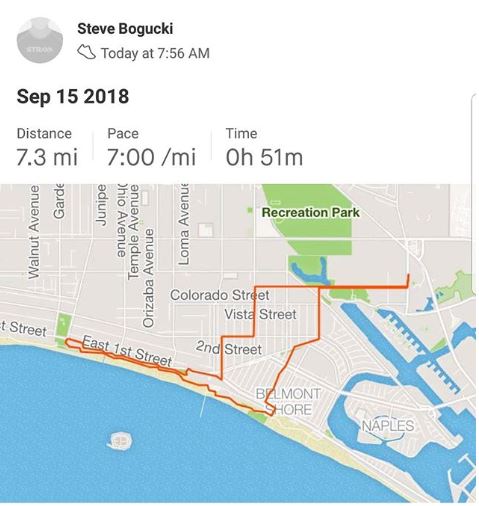 Steve Bogucki
STRAVA
Today at 7:56 AM
Sep 15 2018
Distance Pace Time
7.3 mi 7:00 /mi 0h 51m
Recreation Park
Walnut Avenue
Garde
Junipe
Ohio Avenue
Temple Avenue
Orizaba Avenue
Loma Avenue
Colorado Street
Vista Street
2nd Street
ct Street
East 1st Street
BELMONT
SHORE
NAPLES